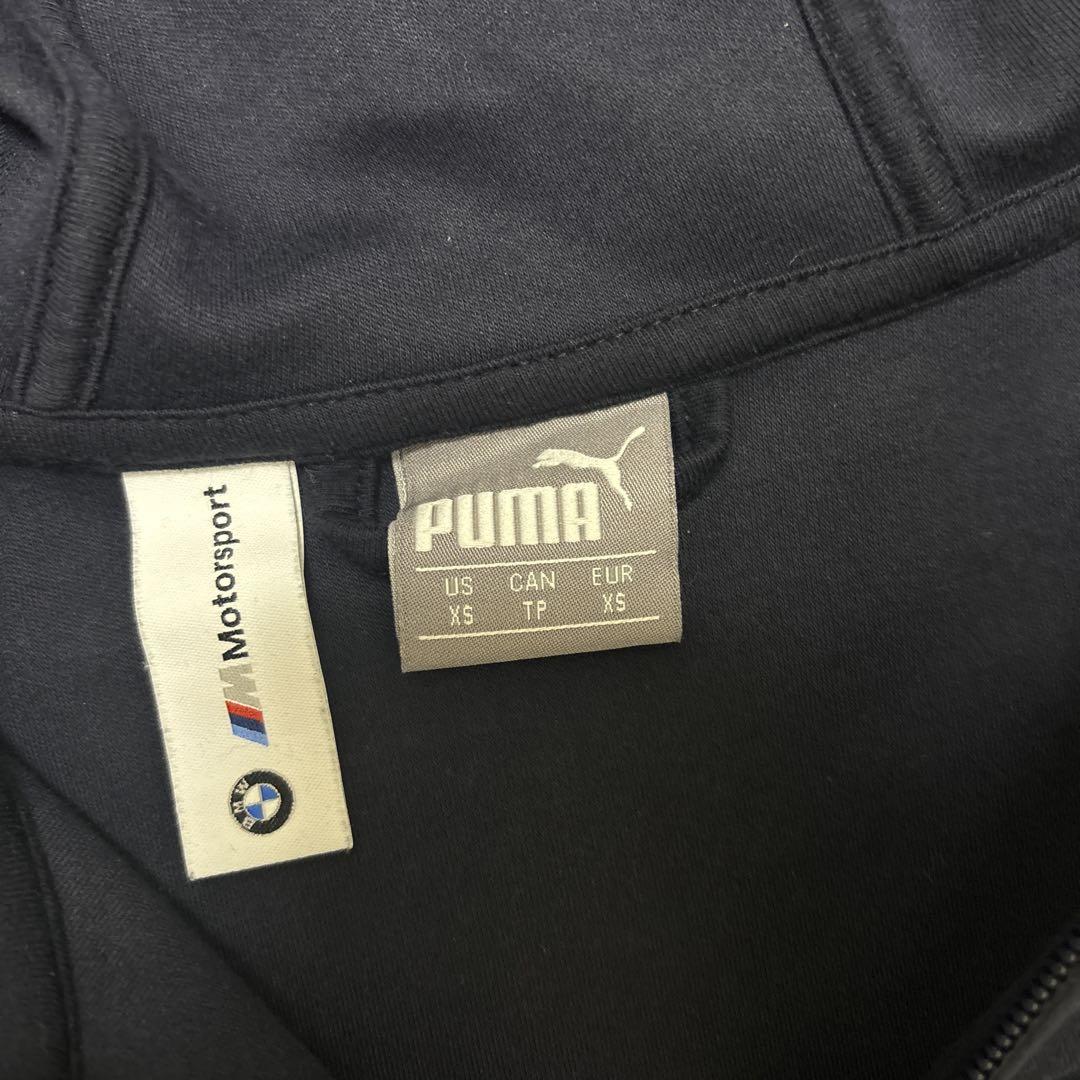 M Motorsport
BMW
PUMA
US CAN EUR
XS TP XS